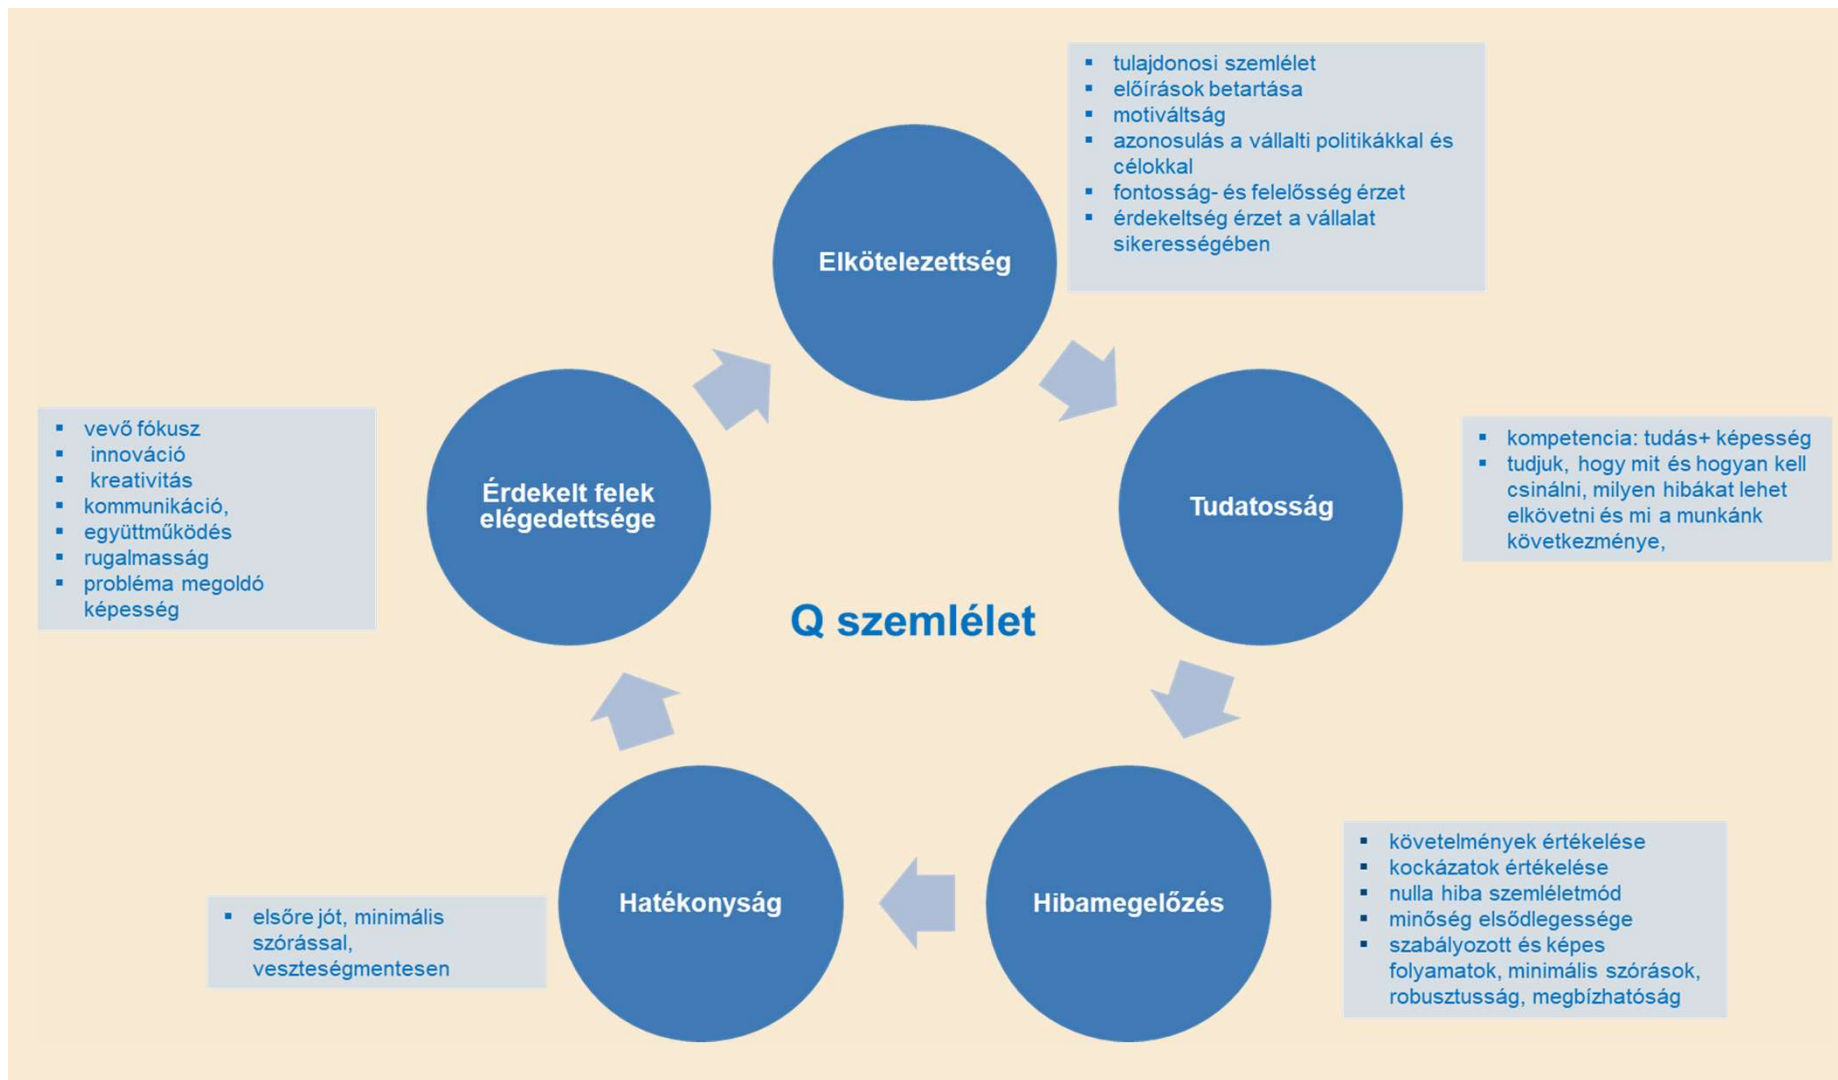 ▪ tulajdonosi szemlélet
▪ előírások betartása
▪ motiváltság
▪ azonosulás a vállalti politikákkal és
célokkal
▪ fontosság- és felelősség érzet
▪ érdekeltség érzet a vállalat
sikerességében
Elkötelezettség
▪ vevő fókusz
▪ innováció
▪ kreativitás
▪ kommunikáció,
▪ együttműködés
▪ rugalmasság
▪ probléma megoldó
képesség
Érdekelt felek
elégedettsége
Tudatosság
▪ kompetencia: tudás+ képesség
▪ tudjuk, hogy mit és hogyan kell
csinálni, milyen hibákat lehet
elkövetni és mi a munkánk
következménye,
Q szemlélet
▪ elsőre jót, minimális
szórással,
veszteségmentesen
Hatékonyság
Hibamegelőzés
▪ követelmények értékelése
▪ kockázatok értékelése
▪ nulla hiba szemléletmód
▪ minőség elsődlegessége
▪ szabályozott és képes
folyamatok, minimális szórások,
robusztusság, megbízhatóság